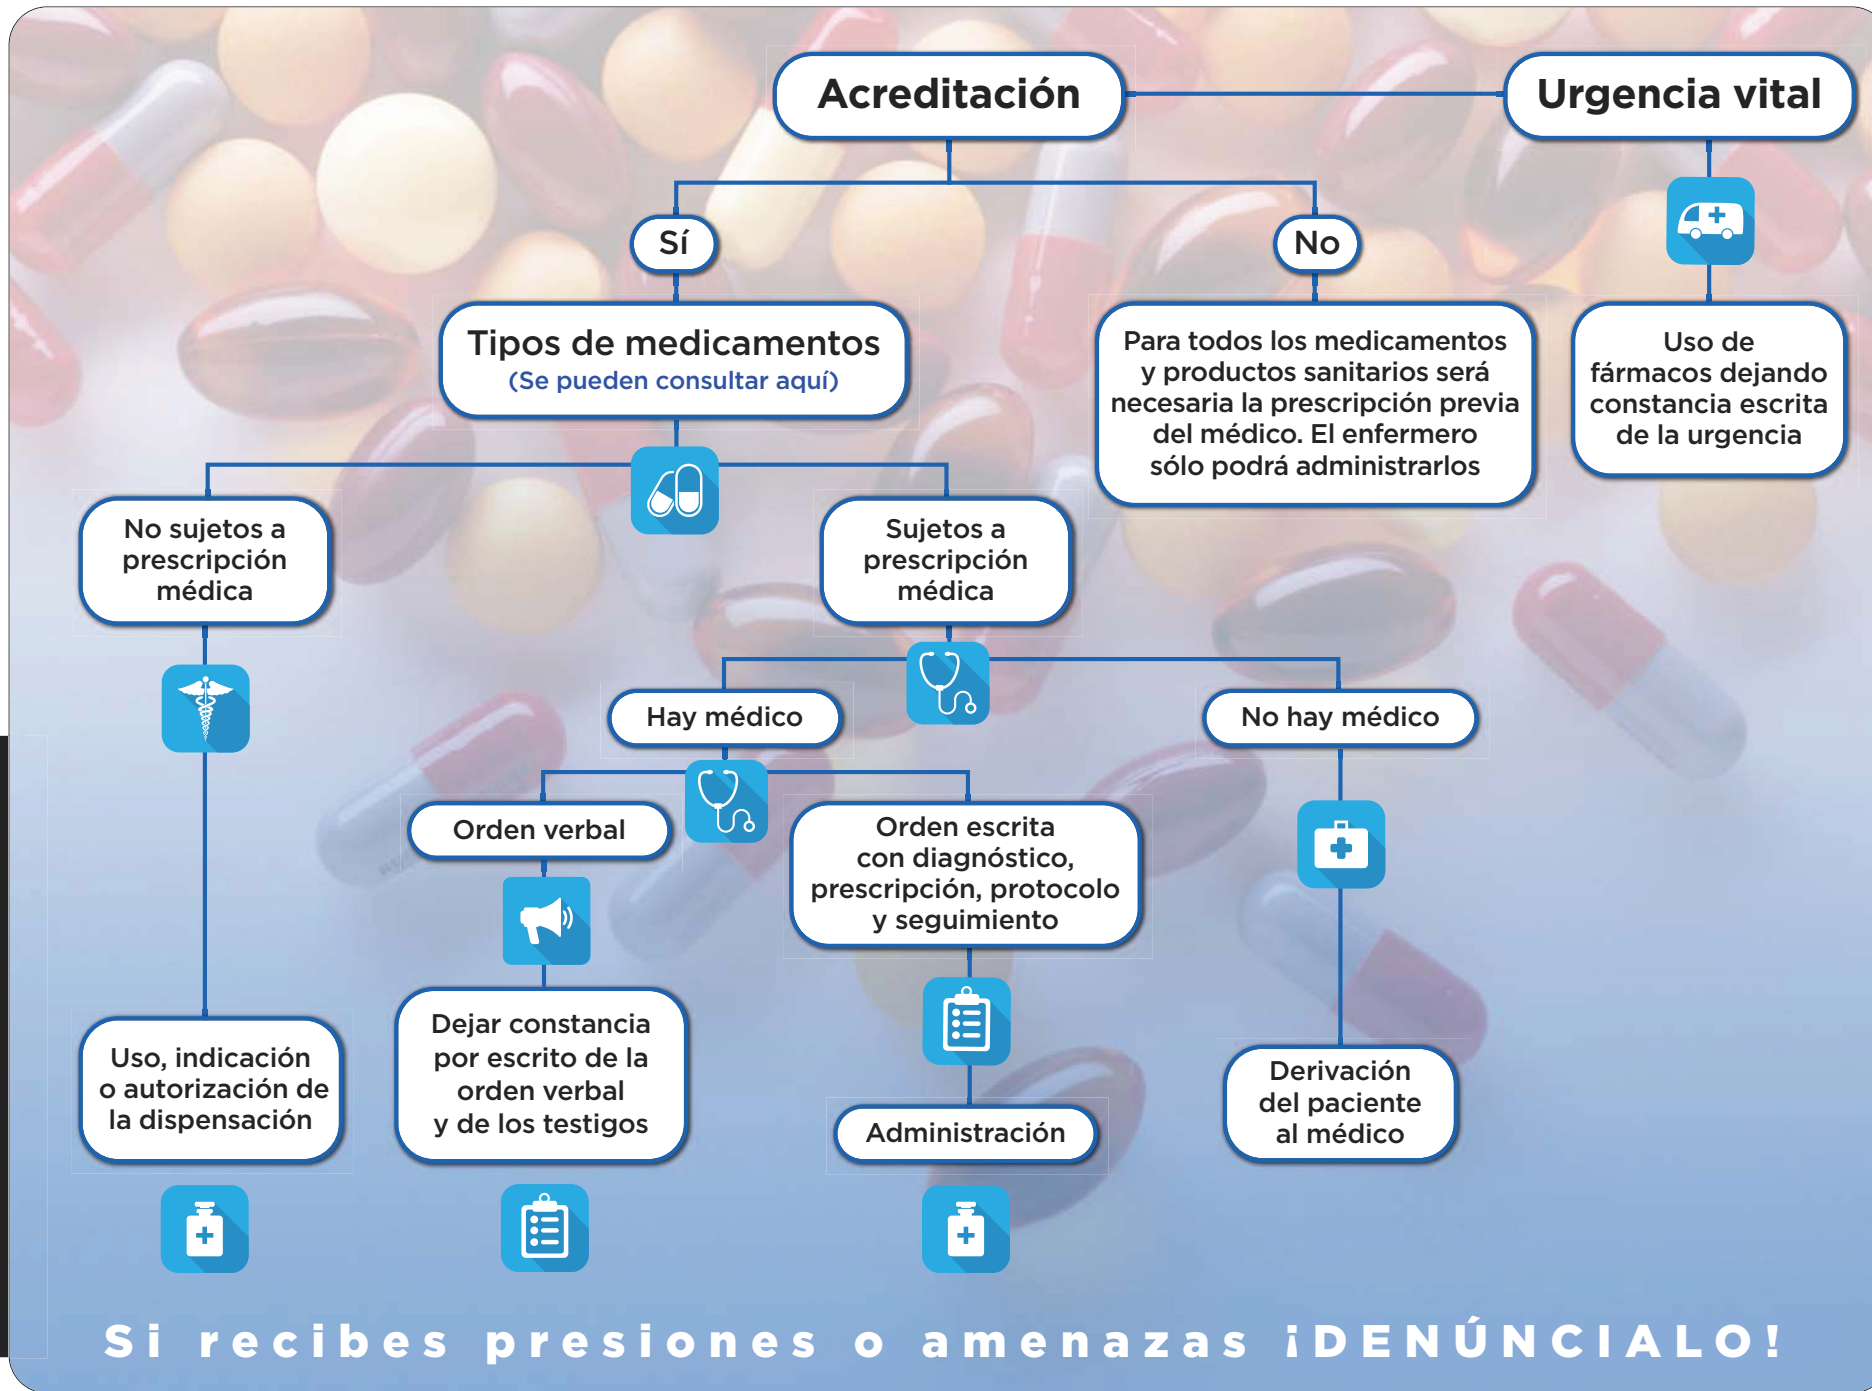 Acreditación
Urgencia vital
Sí
No
Tipos de medicamentos
(Se pueden consultar aquí)
Para todos los medicamentos
y productos sanitarios será
necesaria la prescripción previa
del médico. El enfermero
sólo podrá administrarlos
Uso de
fármacos dejando
constancia escrita
de la urgencia
No sujetos a
prescripción
médica
Sujetos a
prescripción
médica
Hay médico
No hay médico
Orden verbal
Orden escrita
con diagnóstico,
prescripción, protocolo
y seguimiento
Uso, indicación
o autorización de
la dispensación
Dejar constancia
por escrito de la
orden verbal
y de los testigos
Administración
Derivación
del paciente
al médico
Si recibes presiones o amenazas ¡DENÚNCIALO!